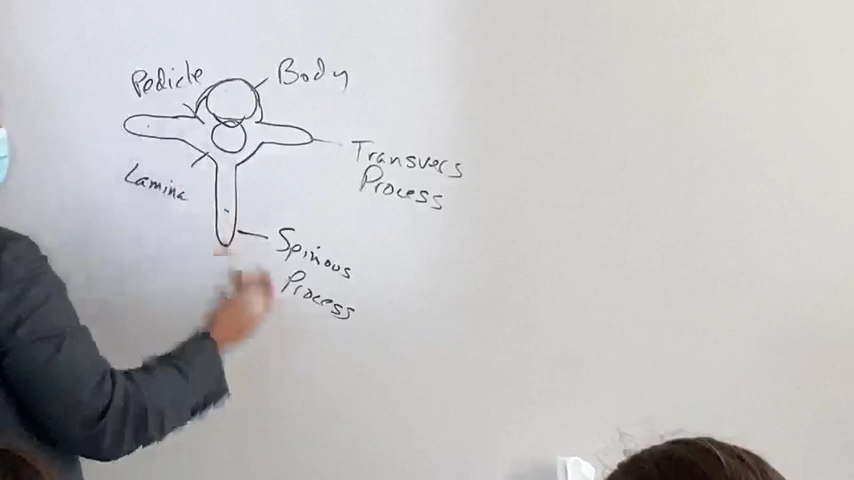 Pedicle
Body
Transvers
Process
Lamina
Spinous
Process